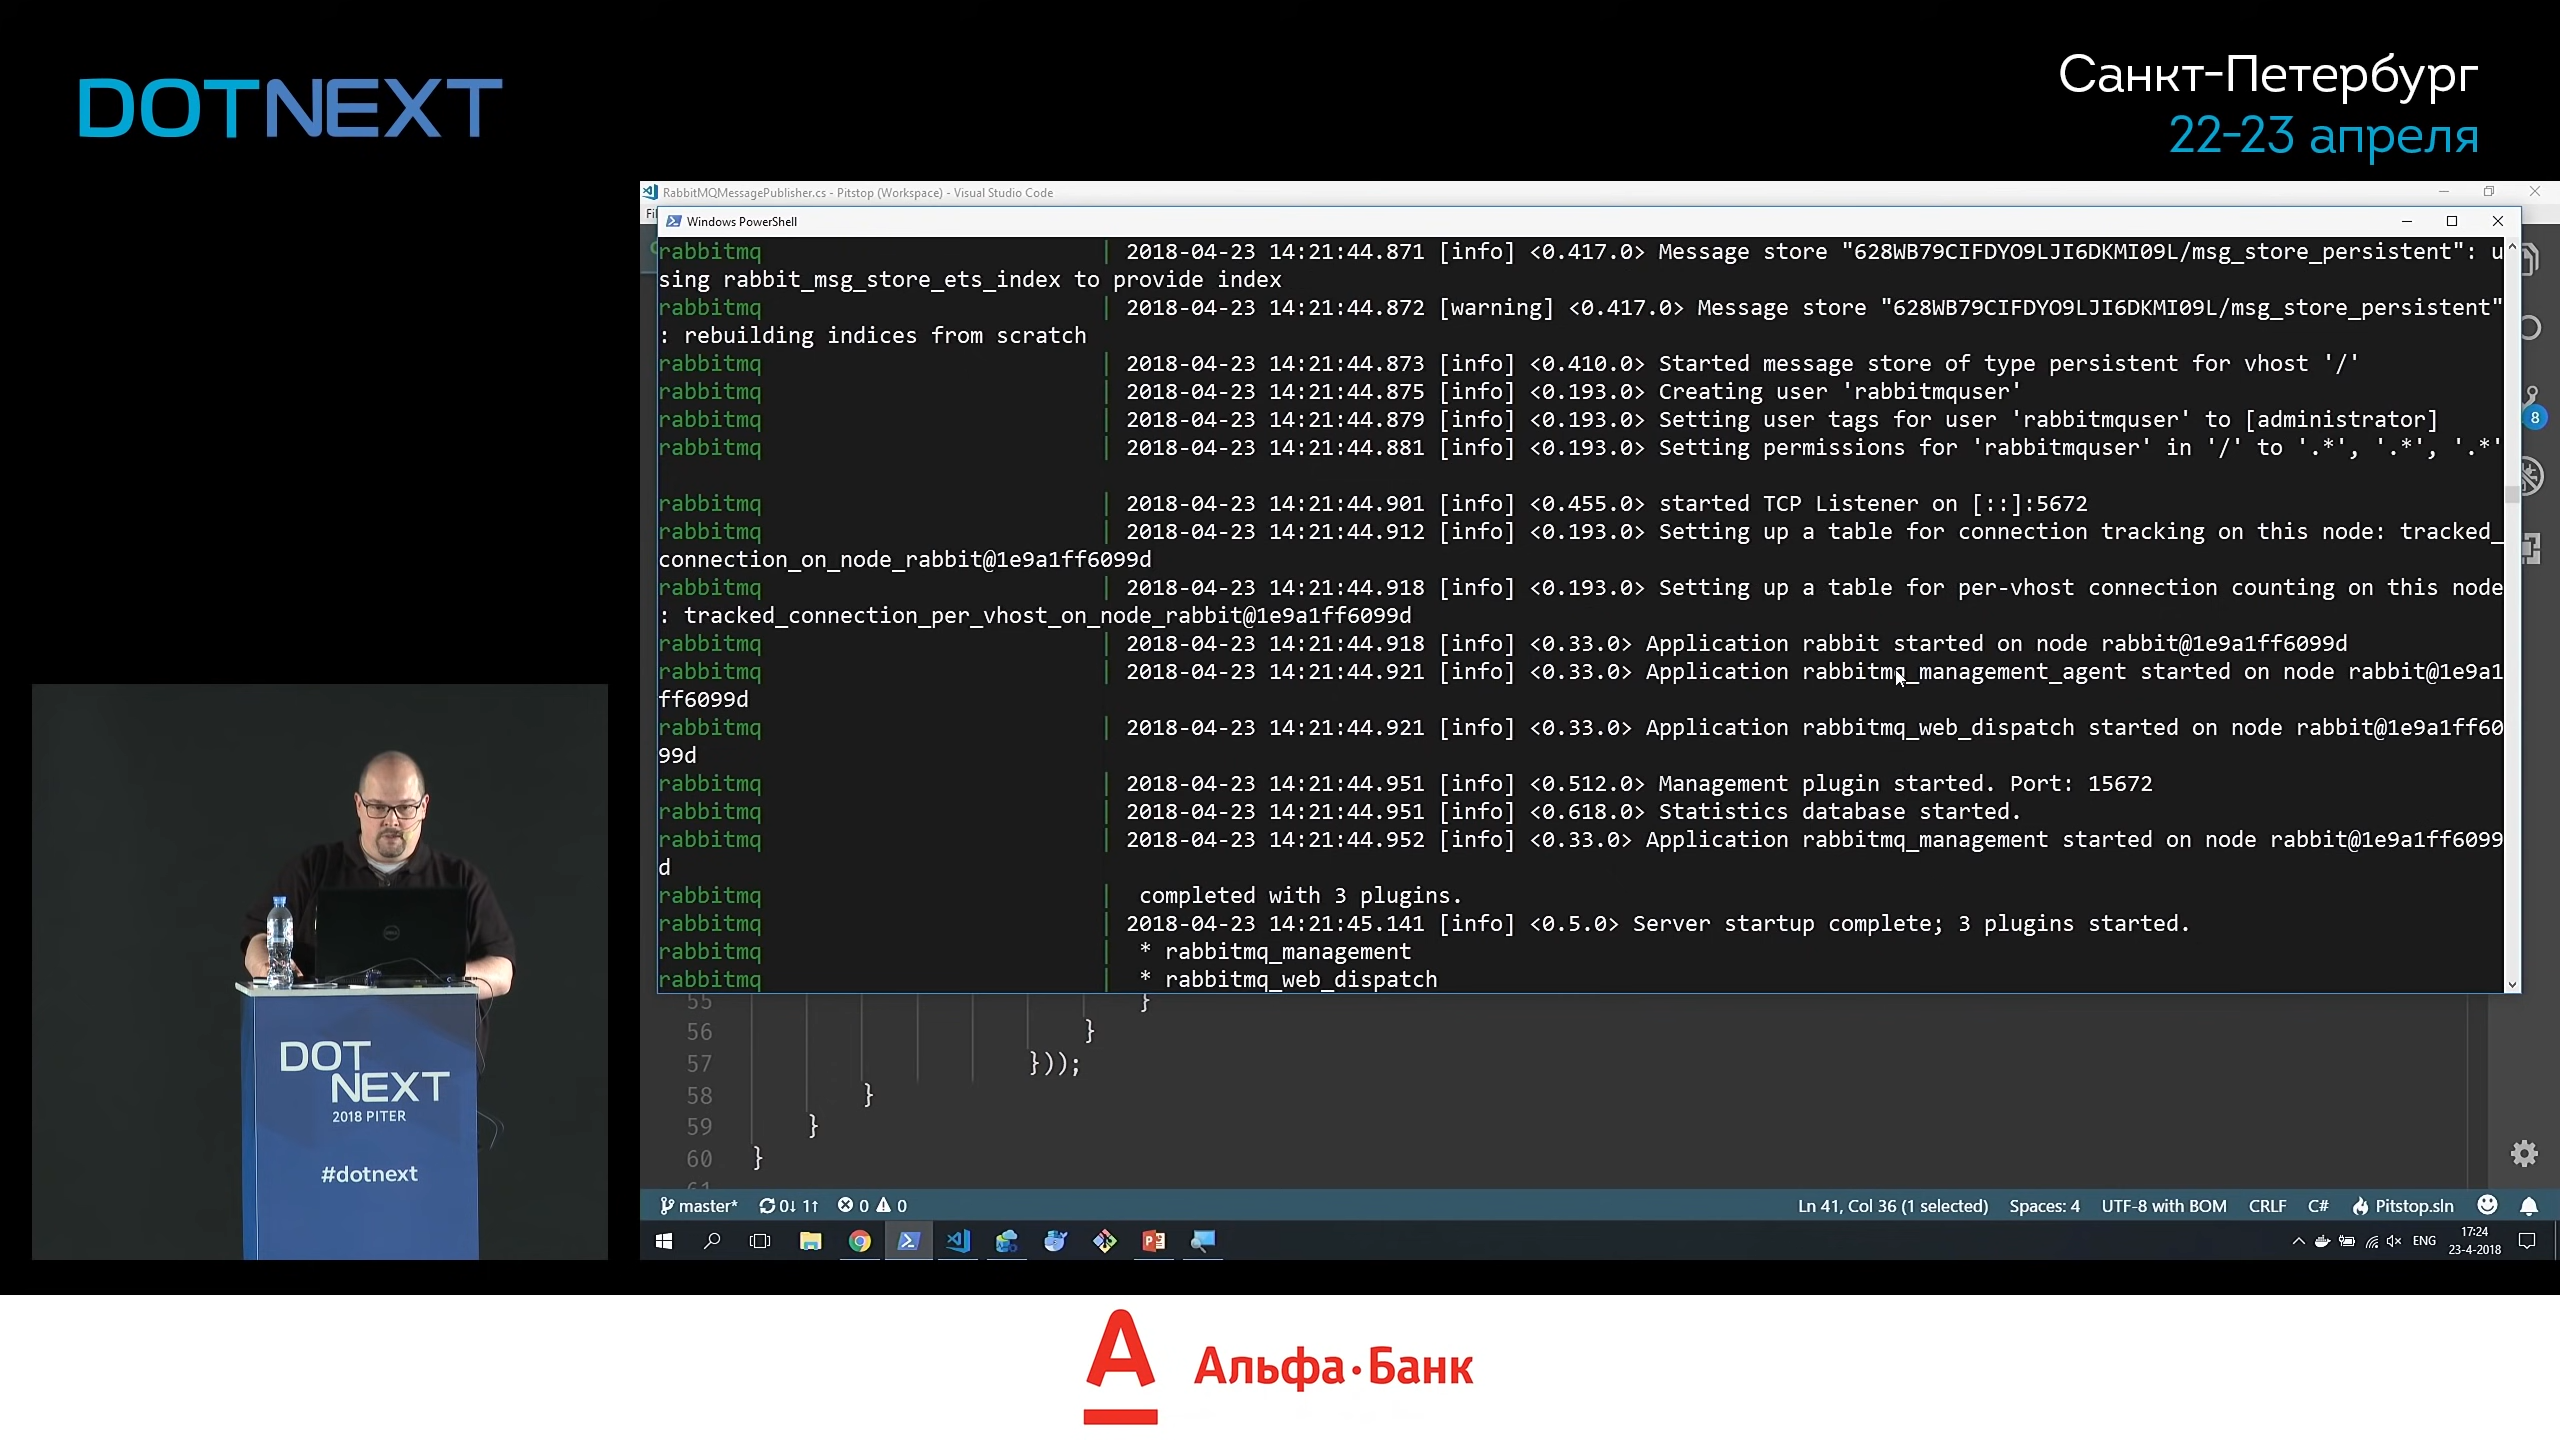 DOTNEXT
Санкт-Петербург
22-23 апреля
RabbitMQMessagePublisher.cs - Pitstop (Workspace) - Visual Studio Code
Windows PowerShell
rabbitmq | 2018-04-23 14:21:44.871 [info] <0.417.0> Message store "628WB79CIFDYO9LJI6DKMI09L/msg_store_persistent": u
sing rabbit_msg_store_ets_index to provide index
rabbitmq | 2018-04-23 14:21:44.872 [warning] <0.417.0> Message store "628WB79CIFDYO9LJI6DKMI09L/msg_store_persistent"
: rebuilding indices from scratch
rabbitmq | 2018-04-23 14:21:44.873 [info] <0.410.0> Started message store of type persistent for vhost '/'
rabbitmq | 2018-04-23 14:21:44.875 [info] <0.193.0> Creating user 'rabbitmquser'
rabbitmq | 2018-04-23 14:21:44.879 [info] <0.193.0> Setting user tags for user 'rabbitmquser' to [administrator]
rabbitmq | 2018-04-23 14:21:44.881 [info] <0.193.0> Setting permissions for 'rabbitmquser' in '/' to '.*', '.*', '.*'
rabbitmq | 2018-04-23 14:21:44.901 [info] <0.455.0> started TCP Listener on [::]:5672
rabbitmq | 2018-04-23 14:21:44.912 [info] <0.193.0> Setting up a table for connection tracking on this node: tracked_
connection_on_node_rabbit@1e9a1ff6099d
rabbitmq | 2018-04-23 14:21:44.918 [info] <0.193.0> Setting up a table for per-vhost connection counting on this node
: tracked_connection_per_vhost_on_node_rabbit@1e9a1ff6099d
rabbitmq | 2018-04-23 14:21:44.918 [info] <0.33.0> Application rabbit started on node rabbit@1e9a1ff6099d
rabbitmq | 2018-04-23 14:21:44.921 [info] <0.33.0> Application rabbitmq_management_agent started on node rabbit@1e9a1
ff6099d
rabbitmq | 2018-04-23 14:21:44.921 [info] <0.33.0> Application rabbitmq_web_dispatch started on node rabbit@1e9a1ff60
99d
rabbitmq | 2018-04-23 14:21:44.951 [info] <0.512.0> Management plugin started. Port: 15672
rabbitmq | 2018-04-23 14:21:44.951 [info] <0.618.0> Statistics database started.
rabbitmq | 2018-04-23 14:21:44.952 [info] <0.33.0> Application rabbitmq_management started on node rabbit@1e9a1ff6099
d
rabbitmq | completed with 3 plugins.
rabbitmq | 2018-04-23 14:21:45.141 [info] <0.5.0> Server startup complete; 3 plugins started.
rabbitmq | * rabbitmq_management
rabbitmq | * rabbitmq_web_dispatch
8
55 }
56 }
57 }));
58 }
59 }
60 }
61
master* 0↓ 1↑ 0 0 Ln 41, Col 36 (1 selected) Spaces: 4 UTF-8 with BOM CRLF C# Pitstop.sln
ENG 17:24
23-4-2018
DOT
NEXT
2018 PITER
#dotnext
Альфа·Банк